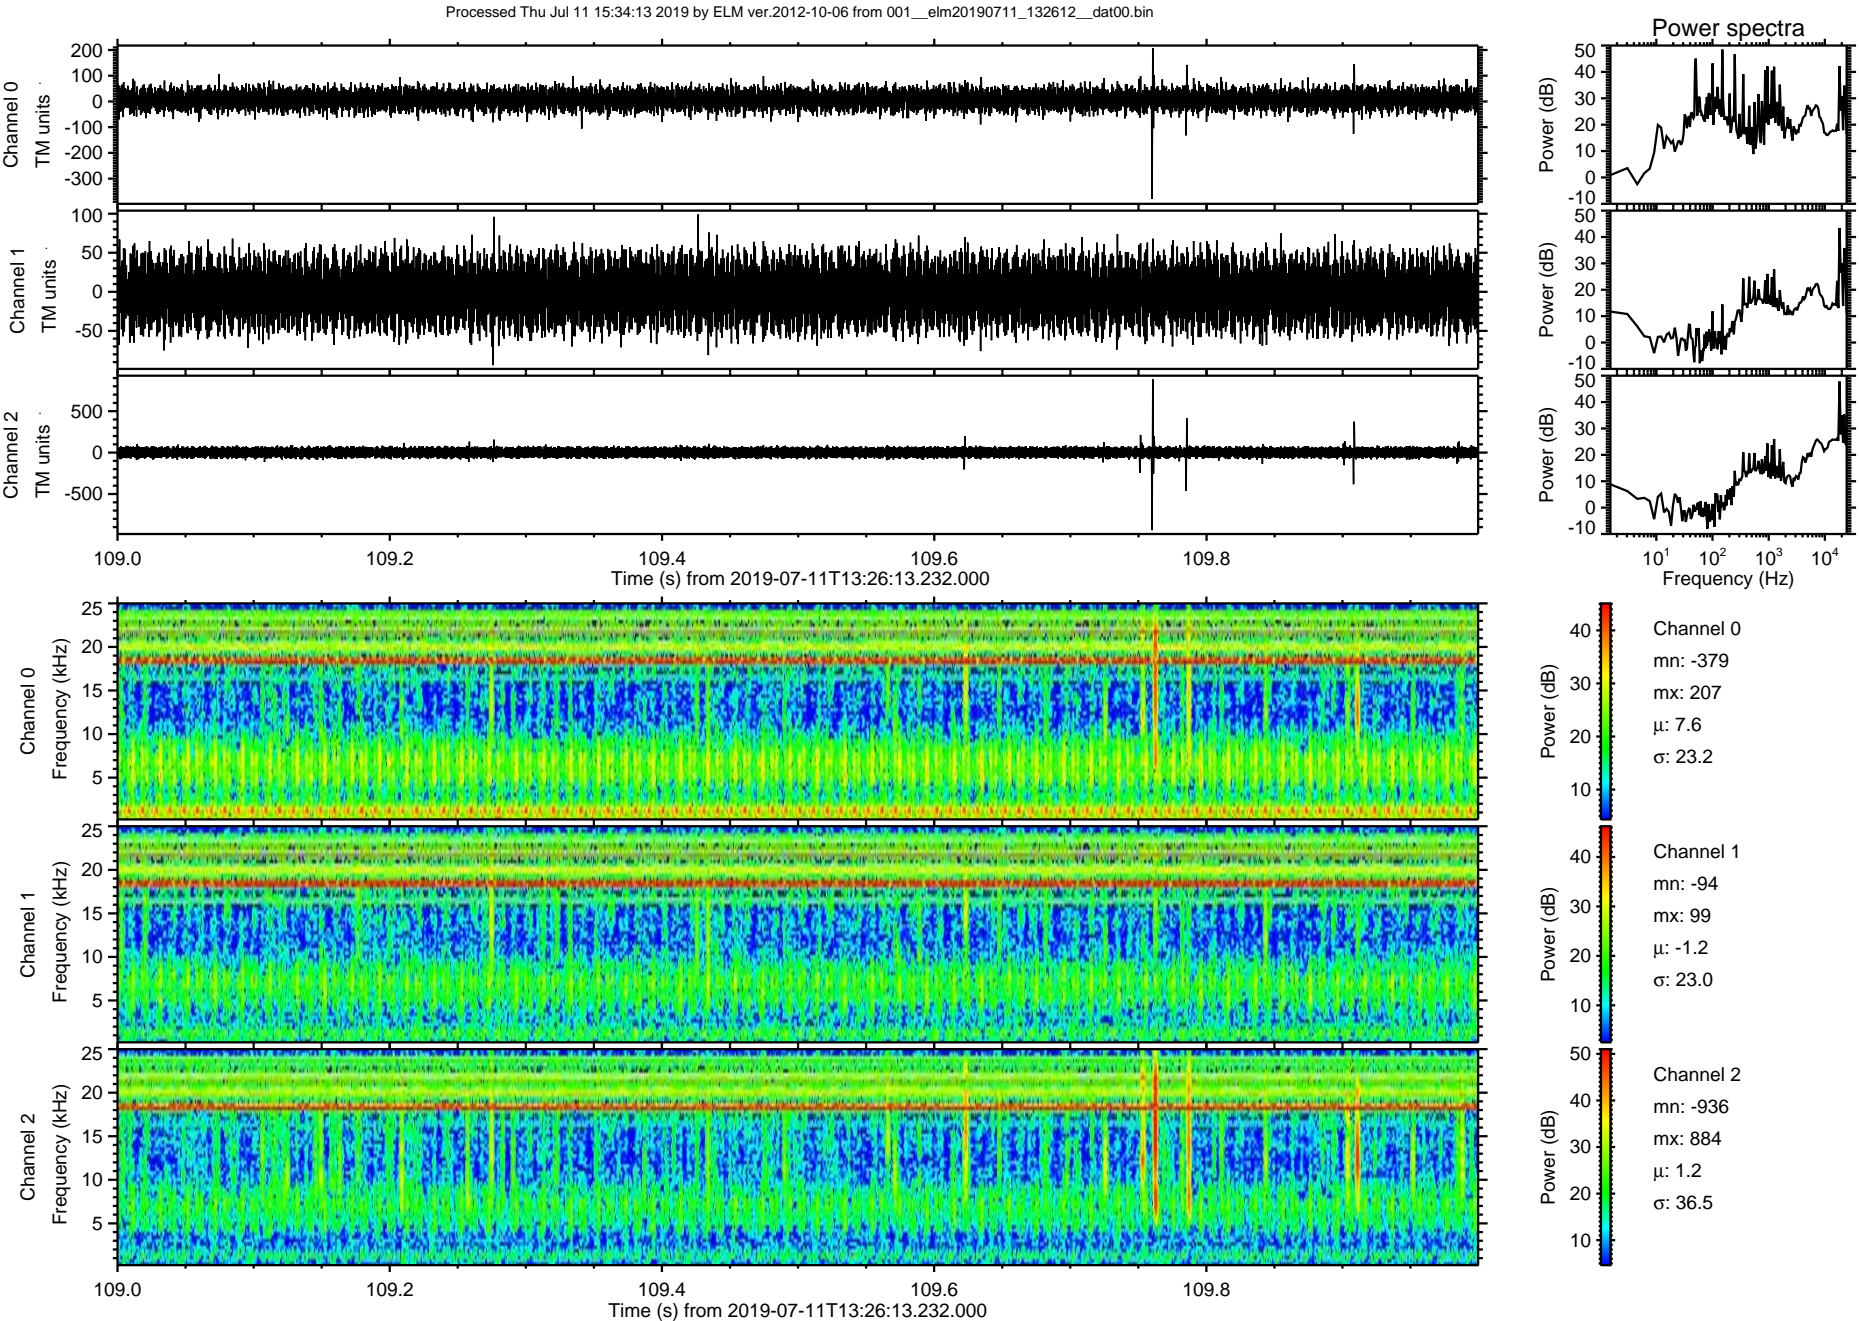 Processed Thu Jul 11 15:34:13 2019 by ELM ver.2012-10-06 from 001__elm20190711_132612__dat00.bin
Power spectra
Channel 0
TM units
200
100
0
-100
-200
-300
Power (dB)
50
40
30
20
10
0
-10
Channel 1
TM units
100
50
0
-50
Power (dB)
50
40
30
20
10
0
-10
Channel 2
TM units
500
0
-500
Power (dB)
50
40
30
20
10
0
-10
109.0
109.2
109.4
109.6
109.8
Time (s) from 2019-07-11T13:26:13.232.000
10^1
10^2
10^3
10^4
Frequency (Hz)
Channel 0
Frequency (kHz)
25
20
15
10
5
Power (dB)
40
30
20
10
Channel 0
mn: -379
mx: 207
μ: 7.6
σ: 23.2
Channel 1
Frequency (kHz)
25
20
15
10
5
Power (dB)
40
30
20
10
Channel 1
mn: -94
mx: 99
μ: -1.2
σ: 23.0
Channel 2
Frequency (kHz)
25
20
15
10
5
Power (dB)
50
40
30
20
10
Channel 2
mn: -936
mx: 884
μ: 1.2
σ: 36.5
109.0
109.2
109.4
109.6
109.8
Time (s) from 2019-07-11T13:26:13.232.000